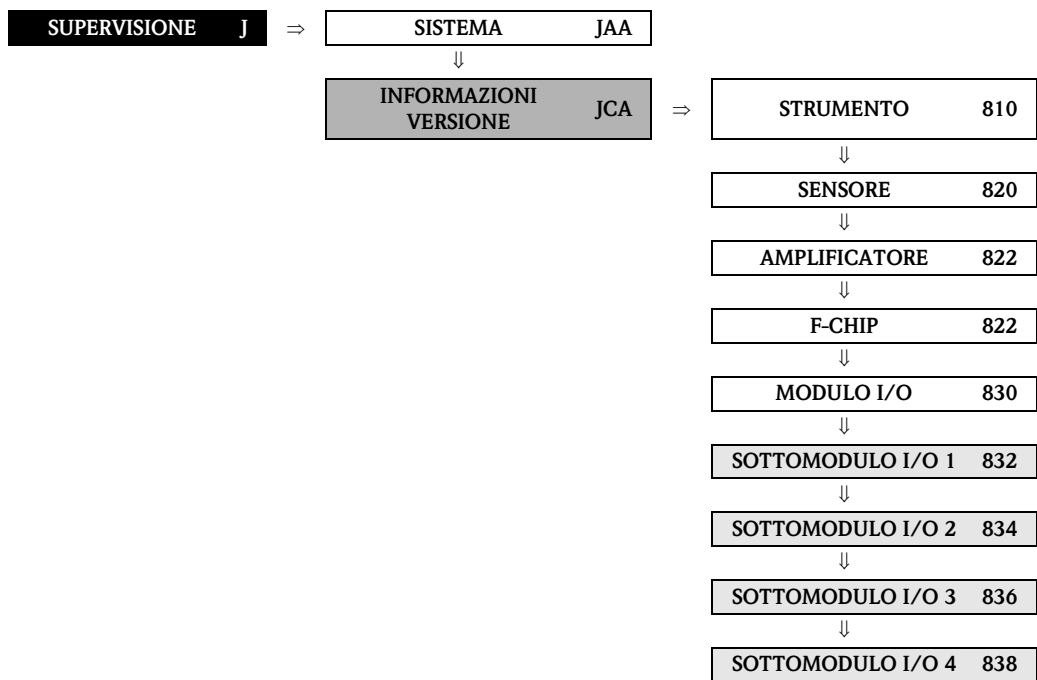 SUPERVISIONE J ⇒ SISTEMA JAA
⇓
INFORMAZIONI VERSIONE JCA ⇒ STRUMENTO 810
⇓
SENSORE 820
⇓
AMPLIFICATORE 822
⇓
F-CHIP 822
⇓
MODULO I/O 830
⇓
SOTTOMODULO I/O 1 832
⇓
SOTTOMODULO I/O 2 834
⇓
SOTTOMODULO I/O 3 836
⇓
SOTTOMODULO I/O 4 838